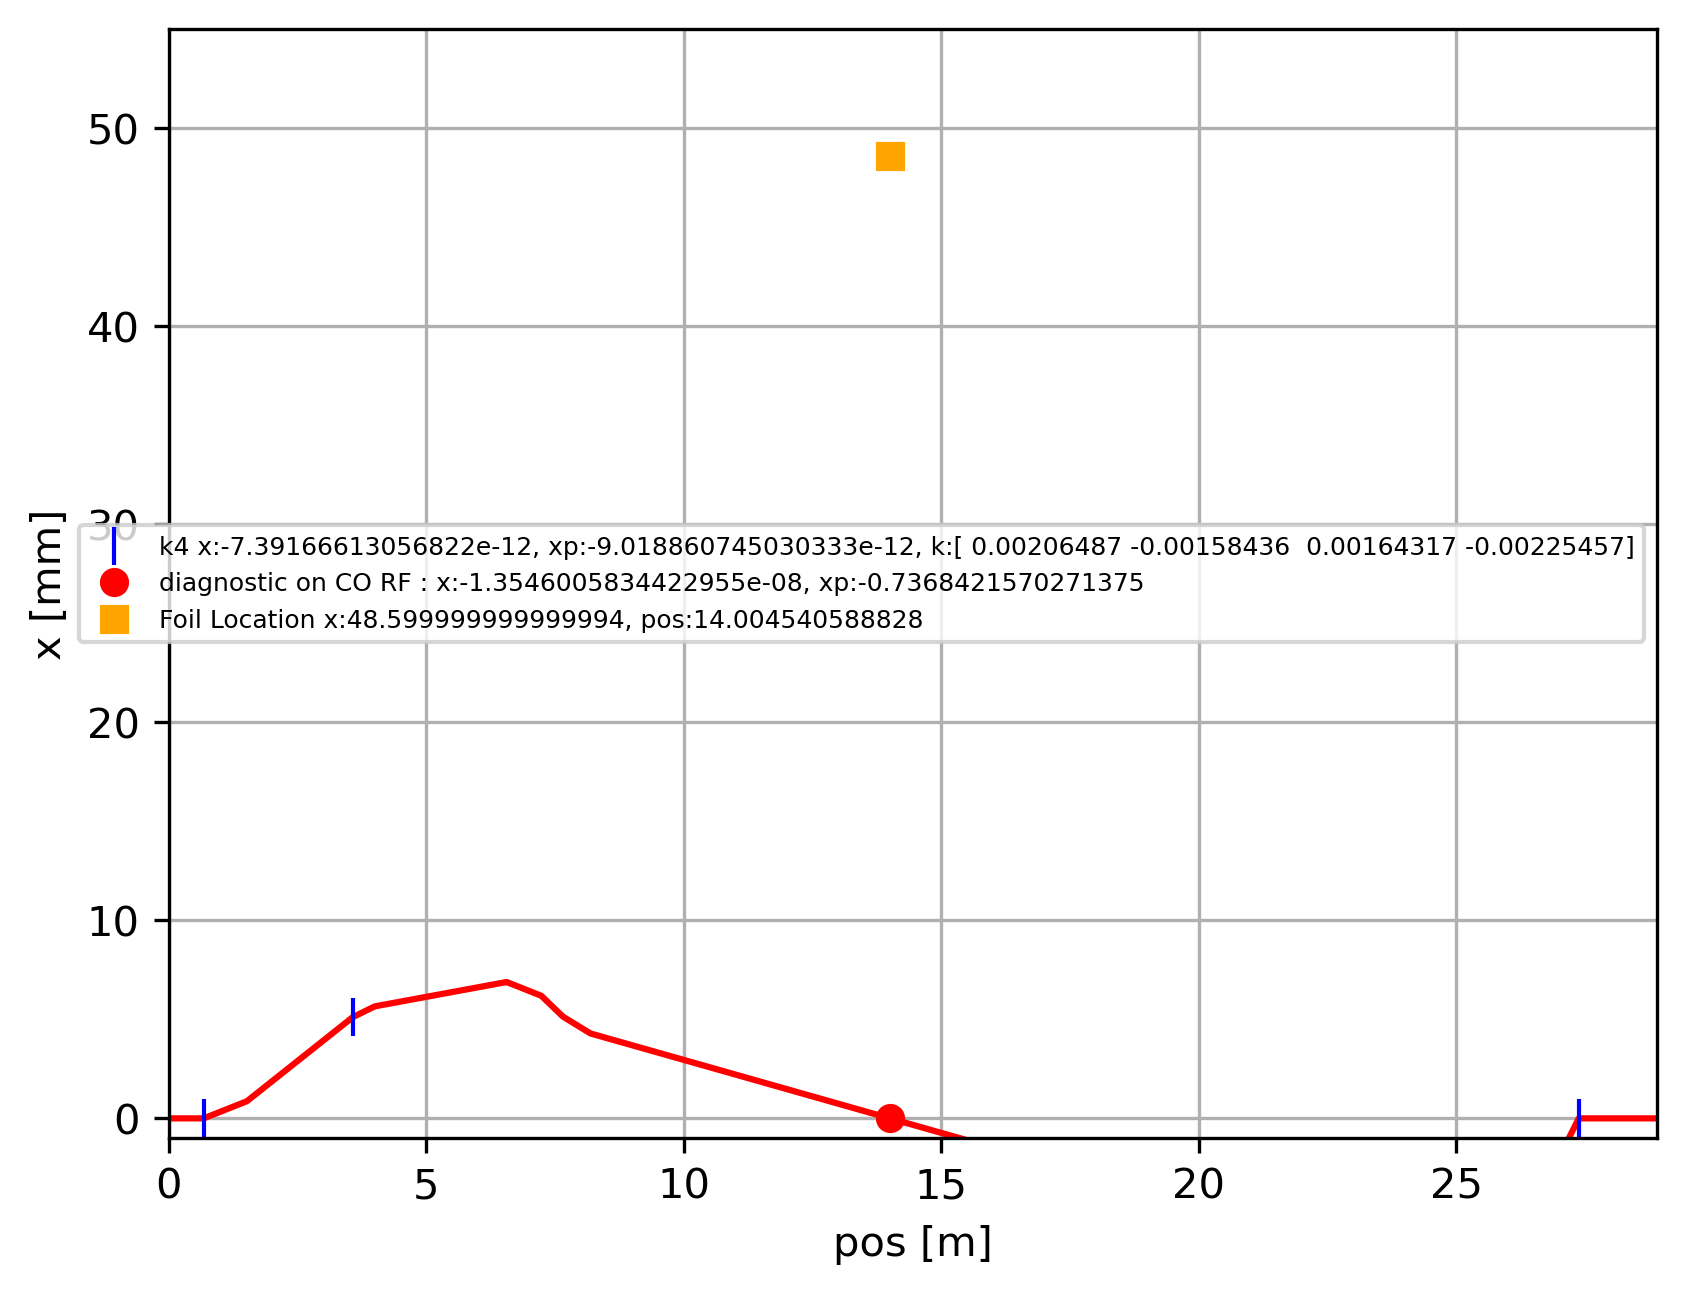 50
40
30
k4 x:-7.39166613056822e-12, xp:-9.018860745030333e-12, k:[ 0.00206487 -0.00158436  0.00164317 -0.00225457]
diagnostic on CO RF : x:-1.3546005834422955e-08, xp:-0.7368421570271375
Foil Location x:48.599999999999994, pos:14.004540588828
x [mm]
20
10
0
0 5 10 15 20 25
pos [m]